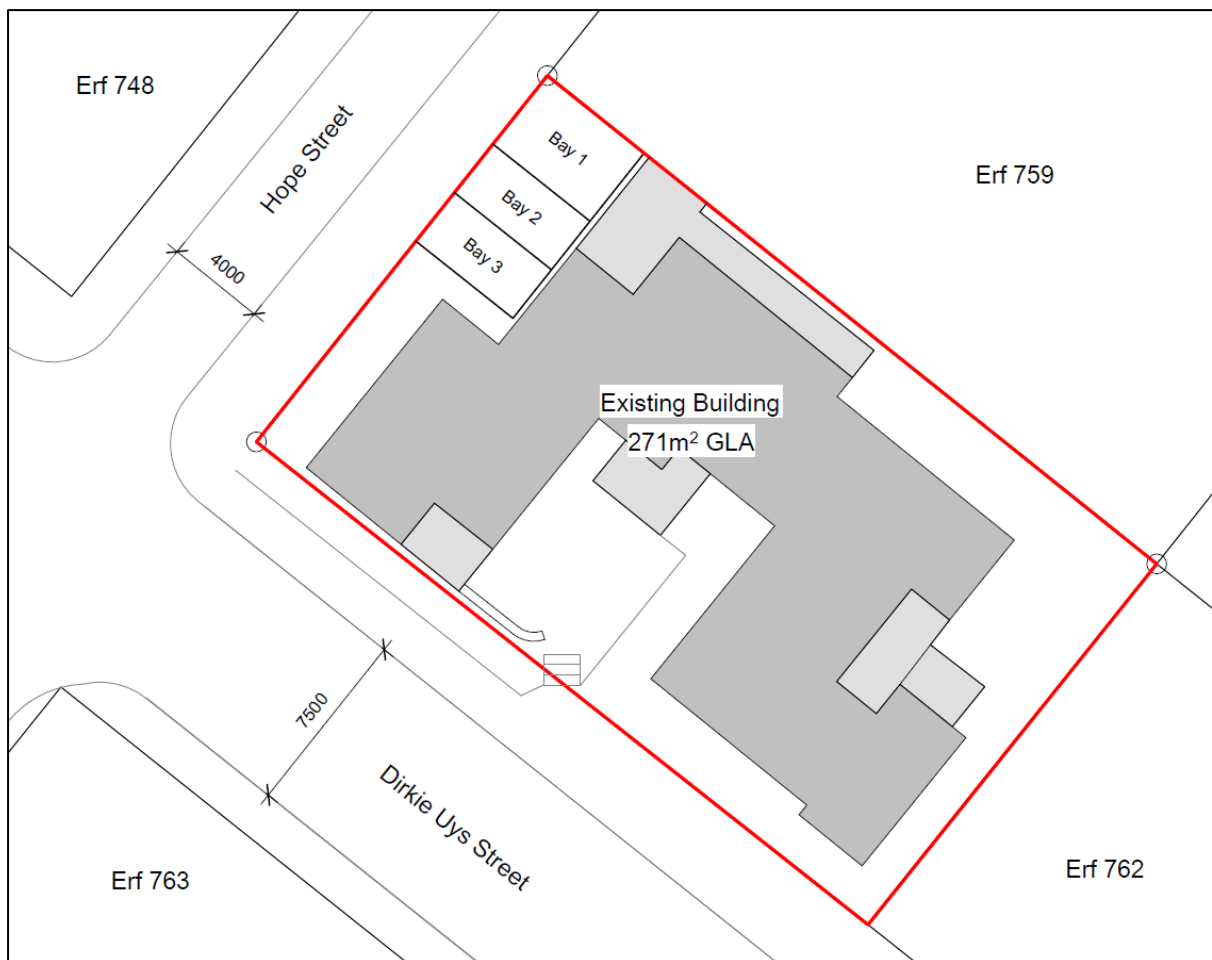 Erf 748
Hope Street
Bay 1
Bay 2
Bay 3
Erf 759
4000
Existing Building
271m² GLA
7500
Dirkie Uys Street
Erf 763
Erf 762